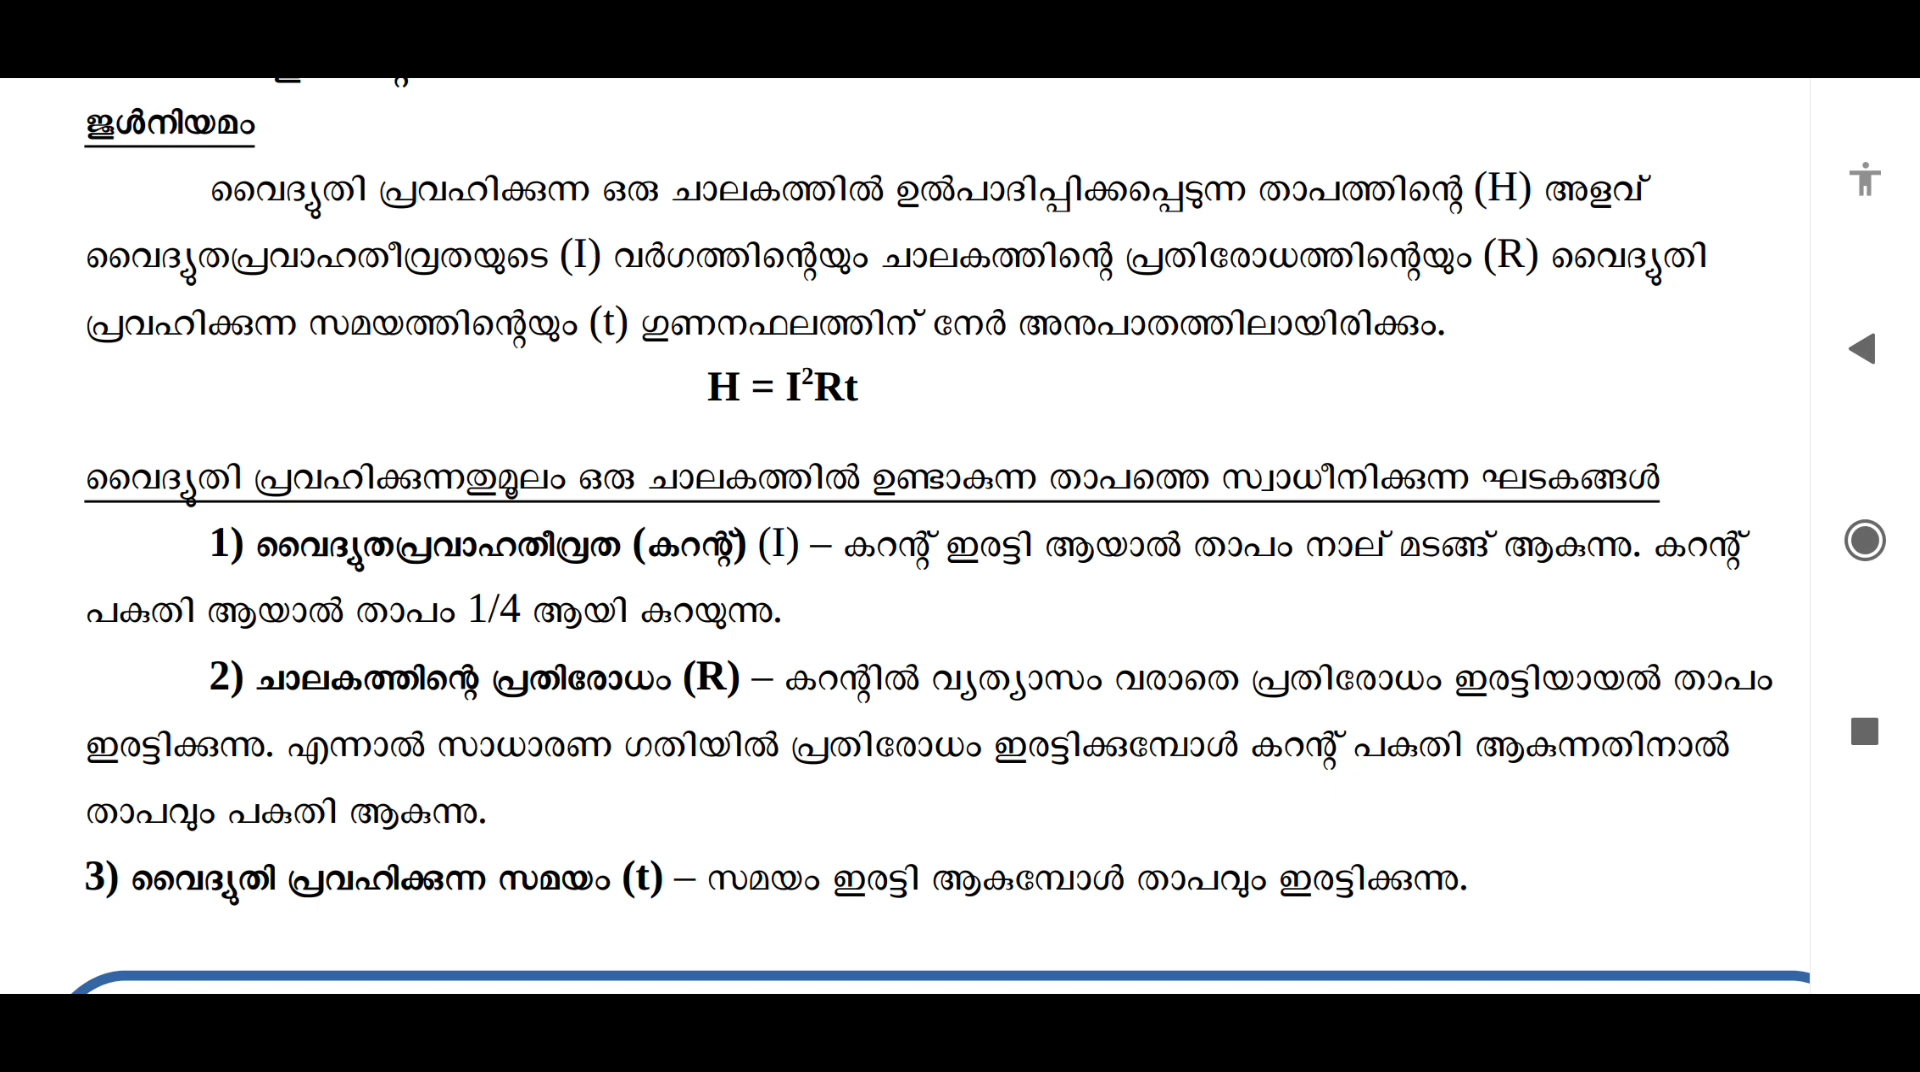 ജൂൾനിയമം
വൈദ്യുതി പ്രവഹിക്കുന്ന ഒരു ചാലകത്തിൽ ഉൽപാദിപ്പിക്കപ്പെടുന്ന താപത്തിന്റെ (H) അളവ്
വൈദ്യുതപ്രവാഹതീവ്രതയുടെ (I) വർഗത്തിന്റെയും ചാലകത്തിന്റെ പ്രതിരോധത്തിന്റെയും (R) വൈദ്യുതി
പ്രവഹിക്കുന്ന സമയത്തിന്റെയും (t) ഗുണനഫലത്തിന് നേർ അനുപാതത്തിലായിരിക്കും.
H = I²Rt
വൈദ്യുതി പ്രവഹിക്കുന്നതുമൂലം ഒരു ചാലകത്തിൽ ഉണ്ടാകുന്ന താപത്തെ സ്വാധീനിക്കുന്ന ഘടകങ്ങൾ
1) വൈദ്യുതപ്രവാഹതീവ്രത (കറന്റ്) (I) – കറന്റ് ഇരട്ടി ആയാൽ താപം നാല് മടങ്ങ് ആകുന്നു. കറന്റ്
പകുതി ആയാൽ താപം 1/4 ആയി കുറയുന്നു.
2) ചാലകത്തിന്റെ പ്രതിരോധം (R) – കറന്റിൽ വ്യത്യാസം വരാതെ പ്രതിരോധം ഇരട്ടിയായൽ താപം
ഇരട്ടിക്കുന്നു. എന്നാൽ സാധാരണ ഗതിയിൽ പ്രതിരോധം ഇരട്ടിക്കുമ്പോൾ കറന്റ് പകുതി ആകുന്നതിനാൽ
താപവും പകുതി ആകുന്നു.
3) വൈദ്യുതി പ്രവഹിക്കുന്ന സമയം (t) – സമയം ഇരട്ടി ആകുമ്പോൾ താപവും ഇരട്ടിക്കുന്നു.